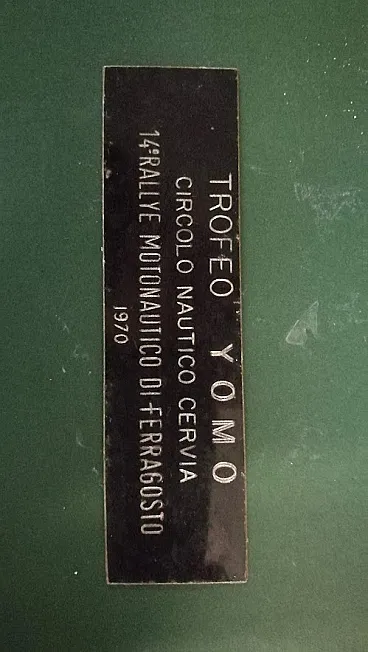 TROFEO YOMO
CIRCOLO NAUTICO CERVIA
14° RALLYE MOTONAUTICO DI FERRAGOSTO
1970